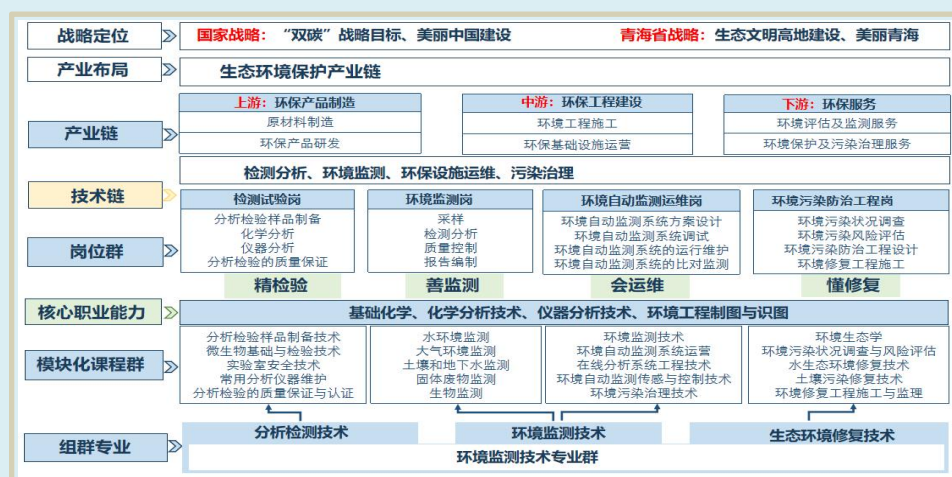 战略定位
国家战略：“双碳”战略目标、美丽中国建设
青海省战略：生态文明高地建设、美丽青海
产业布局
生态环境保护产业链
产业链
上游：环保产品制造
原材料制造
环保产品研发
中游：环保工程建设
环境工程施工
环保基础设施运营
下游：环保服务
环境评估及监测服务
环境保护及污染治理服务
技术链
检测分析、环境监测、环保设施运维、污染治理
岗位群
检测试验岗
分析检验样品制备
化学分析
仪器分析
分析检验的质量保证
环境监测岗
采样
检测分析
质量控制
报告编制
环境自动监测运维岗
环境自动监测系统方案设计
环境自动监测系统调试
环境自动监测系统的运行维护
环境自动监测系统的比对监测
环境污染防治工程岗
环境污染状况调查
环境污染风险评估
环境污染防治工程设计
环境修复工程施工
核心职业能力
精检验
善监测
会运维
懂修复
基础化学、化学分析技术、仪器分析技术、环境工程制图与识图
模块化课程群
分析检验样品制备技术
微生物基础与检验技术
实验室安全技术
常用分析仪器维护
分析检验的质量保证与认证
水环境监测
大气环境监测
土壤和地下水监测
固体废物监测
生物监测
环境监测技术
环境自动监测系统运营
在线分析系统工程技术
环境自动监测传感与控制技术
环境污染治理技术
环境生态学
环境污染状况调查与风险评估
水生态环境修复技术
土壤污染修复技术
环境修复工程施工与监理
组群专业
分析检测技术
环境监测技术
生态环境修复技术
环境监测技术专业群